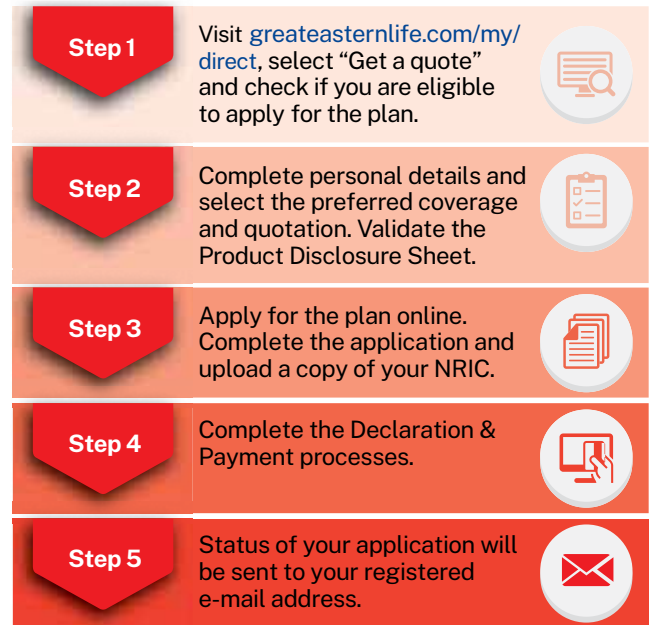 Step 1
Visit greateasternlife.com/my/
direct, select “Get a quote”
and check if you are eligible
to apply for the plan.
Step 2
Complete personal details and
select the preferred coverage
and quotation. Validate the
Product Disclosure Sheet.
Step 3
Apply for the plan online.
Complete the application and
upload a copy of your NRIC.
Step 4
Complete the Declaration &
Payment processes.
Step 5
Status of your application will
be sent to your registered
e-mail address.